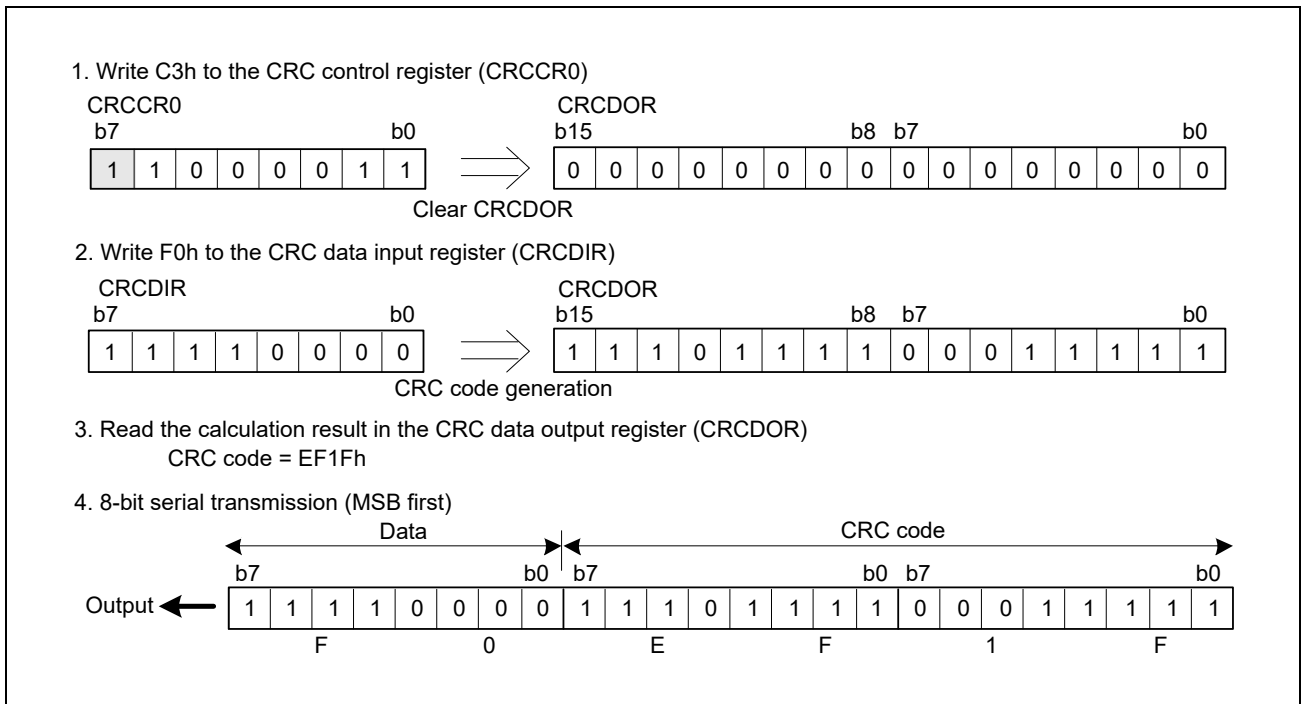 1. Write C3h to the CRC control register (CRCCR0)
CRCCR0 CRCDOR
b7 b0 b15 b8 b7 b0
1 1 0 0 0 0 1 1 0 0 0 0 0 0 0 0 0 0 0 0 0 0 0 0
Clear CRCDOR
2. Write F0h to the CRC data input register (CRCDIR)
CRCDIR CRCDOR
b7 b0 b15 b8 b7 b0
1 1 1 1 0 0 0 0 1 1 1 0 1 1 1 1 0 0 0 1 1 1 1 1
CRC code generation
3. Read the calculation result in the CRC data output register (CRCDOR)
CRC code = EF1Fh
4. 8-bit serial transmission (MSB first)
Data CRC code
b7 b0 b7 b0 b7 b0
Output 1 1 1 1 0 0 0 0 1 1 1 0 1 1 1 1 0 0 0 1 1 1 1 1
F 0 E F 1 F